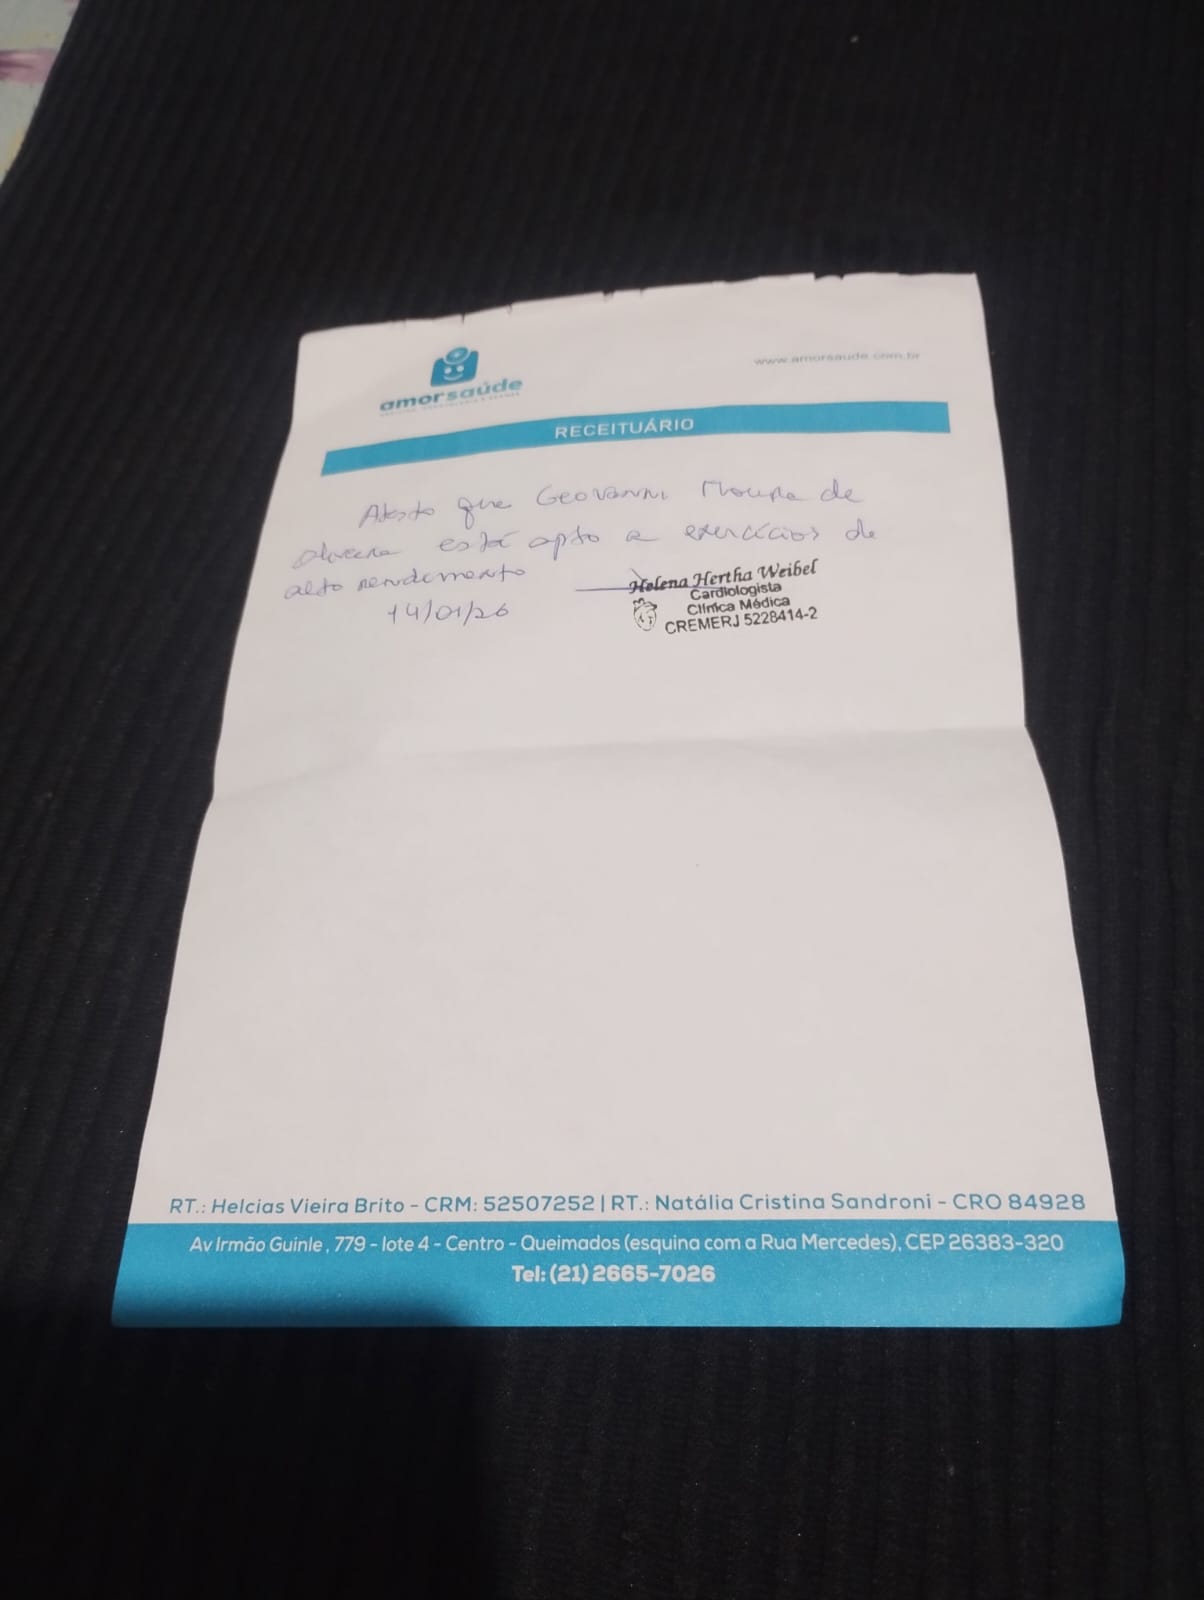 amorsaúde
www.amorsaude.com.br
RECEITUÁRIO
Atesto que Geovanni Moura de
Oliveira está apto a exercícios de
alto rendimento
14/01/26
Helena Hertha Weibel
Cardiologista
Clínica Médica
CREMERJ 5228414-2
RT.: Helcias Vieira Brito - CRM: 52507252 | RT.: Natália Cristina Sandroni - CRO 84928
Av Irmão Guinle , 779 - lote 4 - Centro - Queimados (esquina com a Rua Mercedes), CEP 26383-320
Tel: (21) 2665-7026